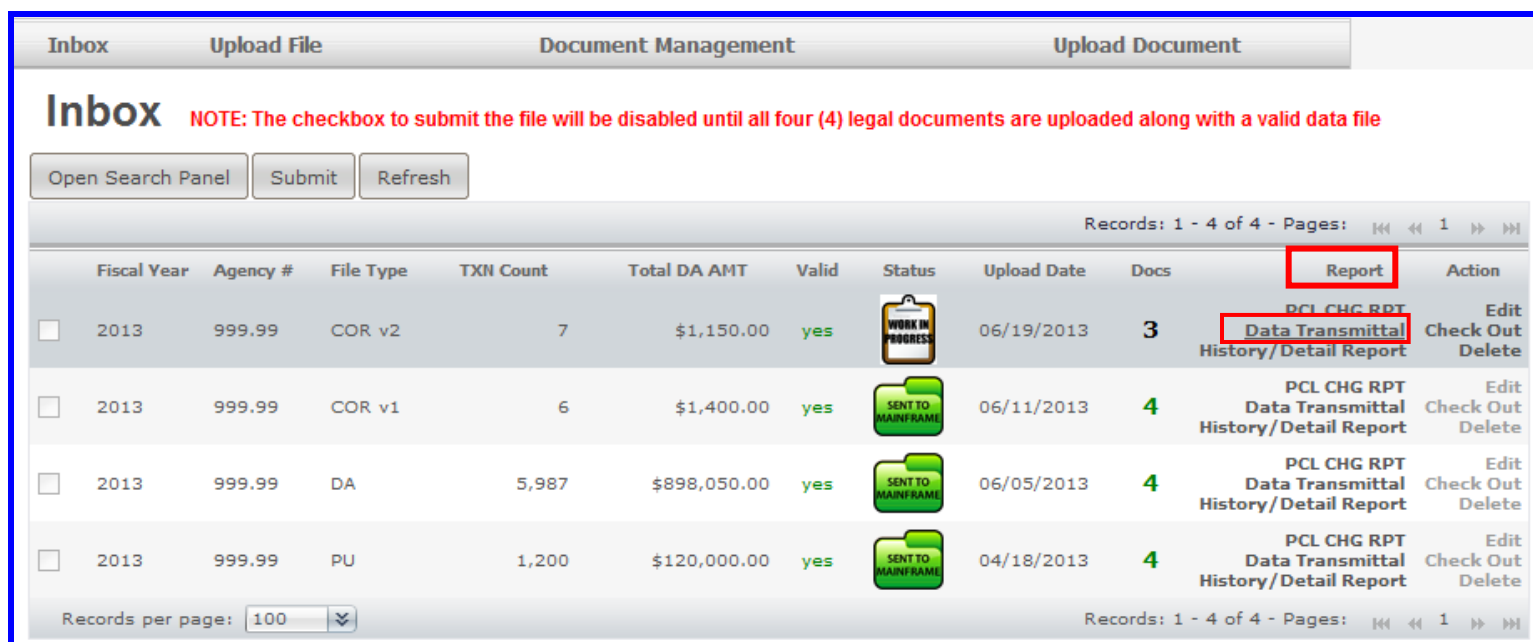 Inbox Upload File Document Management Upload Document
Inbox NOTE: The checkbox to submit the file will be disabled until all four (4) legal documents are uploaded along with a valid data file
Open Search Panel Submit Refresh
Records: 1 - 4 of 4 - Pages: 1
Fiscal Year Agency # File Type TXN Count Total DA AMT Valid Status Upload Date Docs Report Action
2013 999.99 COR v2 7 $1,150.00 yes WORK IN PROGRESS 06/19/2013 3 PCL CHG RPT Edit
Data Transmittal Check Out
History/Detail Report Delete
2013 999.99 COR v1 6 $1,400.00 yes SENT TO MAINFRAME 06/11/2013 4 PCL CHG RPT Edit
Data Transmittal Check Out
History/Detail Report Delete
2013 999.99 DA 5,987 $898,050.00 yes SENT TO MAINFRAME 06/05/2013 4 PCL CHG RPT Edit
Data Transmittal Check Out
History/Detail Report Delete
2013 999.99 PU 1,200 $120,000.00 yes SENT TO MAINFRAME 04/18/2013 4 PCL CHG RPT Edit
Data Transmittal Check Out
History/Detail Report Delete
Records per page: 100 Records: 1 - 4 of 4 - Pages: 1